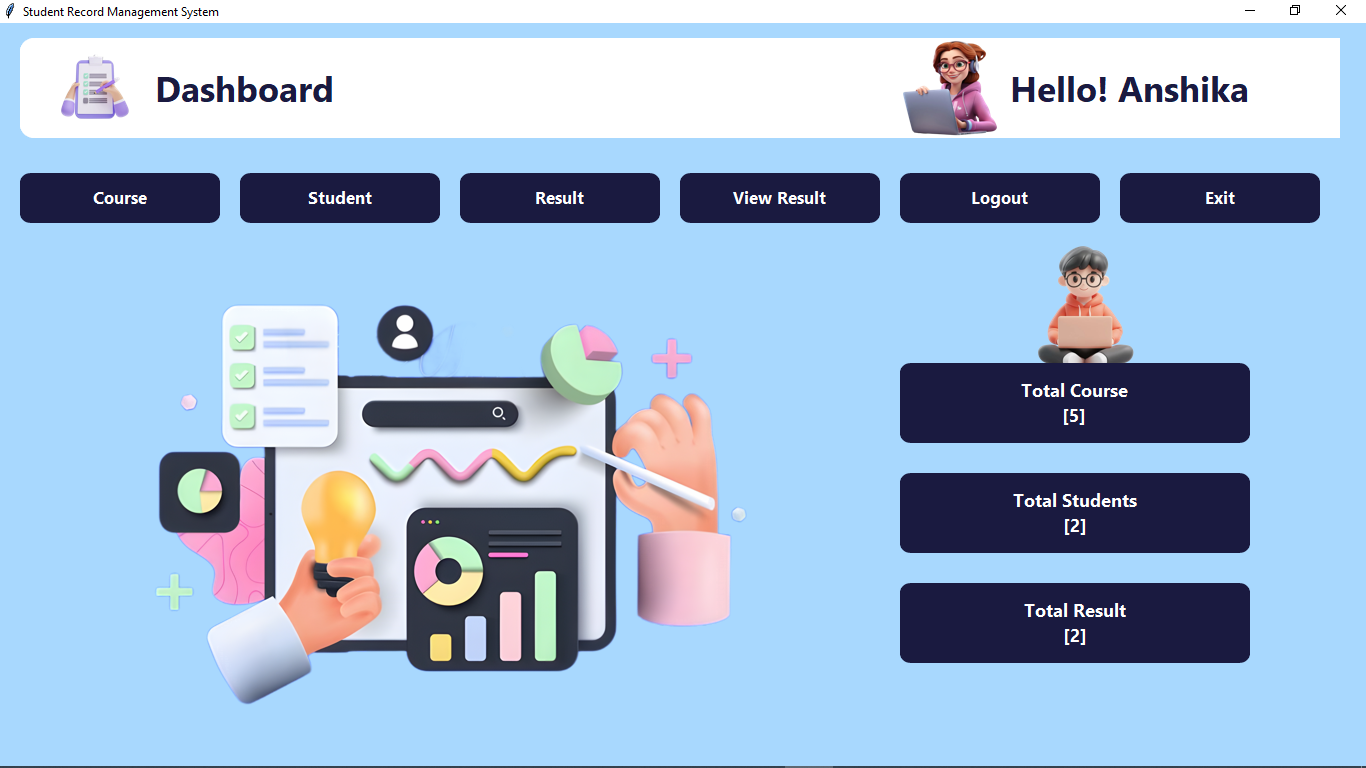 Student Record Management System
Dashboard
Hello! Anshika
Course
Student
Result
View Result
Logout
Exit
Total Course
[5]
Total Students
[2]
Total Result
[2]